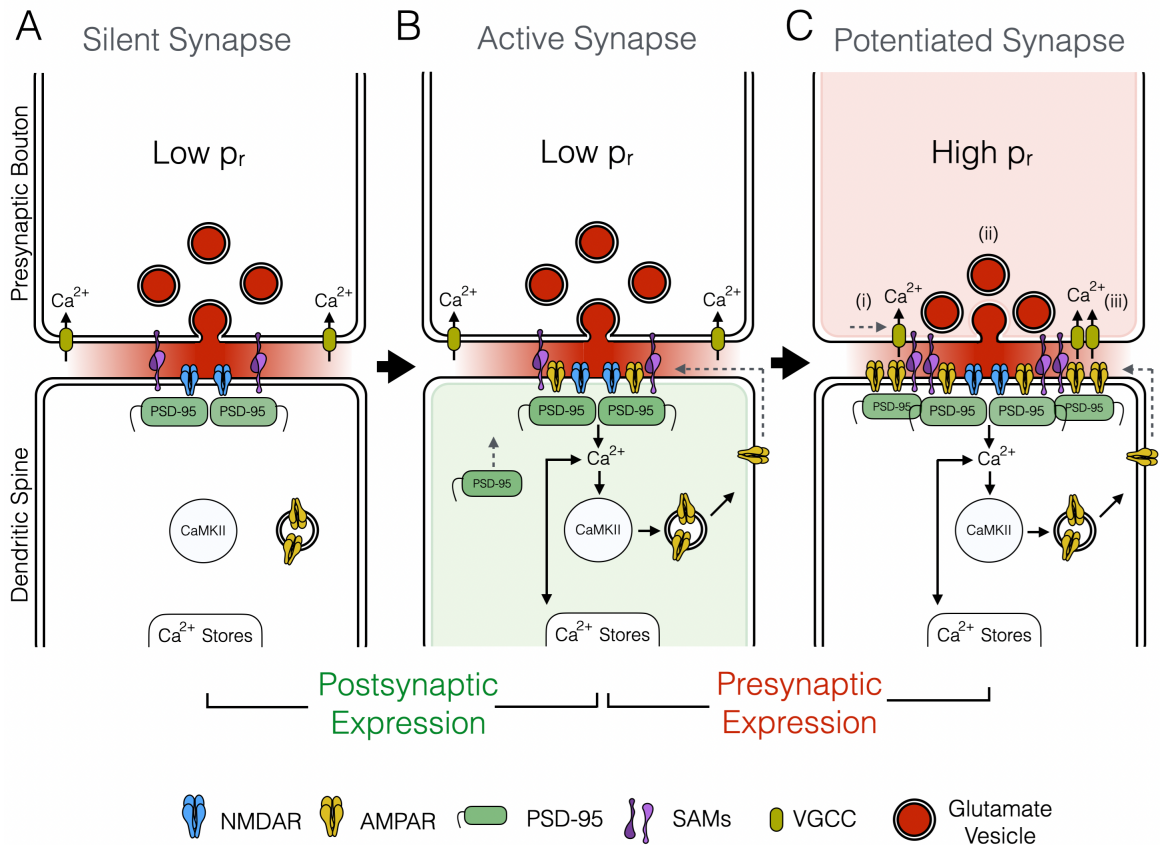 A
Silent Synapse
B
Active Synapse
C
Potentiated Synapse
Presynaptic Bouton
Low pᵣ
Low pᵣ
High pᵣ
(ii)
Ca²⁺
Ca²⁺
Ca²⁺
Ca²⁺
(i)
Ca²⁺
Ca²⁺
(iii)
PSD-95
PSD-95
PSD-95
PSD-95
PSD-95
PSD-95
PSD-95
PSD-95
Dendritic Spine
Ca²⁺
Ca²⁺
PSD-95
CaMKII
CaMKII
CaMKII
Ca²⁺ Stores
Ca²⁺ Stores
Ca²⁺ Stores
Postsynaptic
Expression
Presynaptic
Expression
NMDAR
AMPAR
PSD-95
SAMs
VGCC
Glutamate
Vesicle